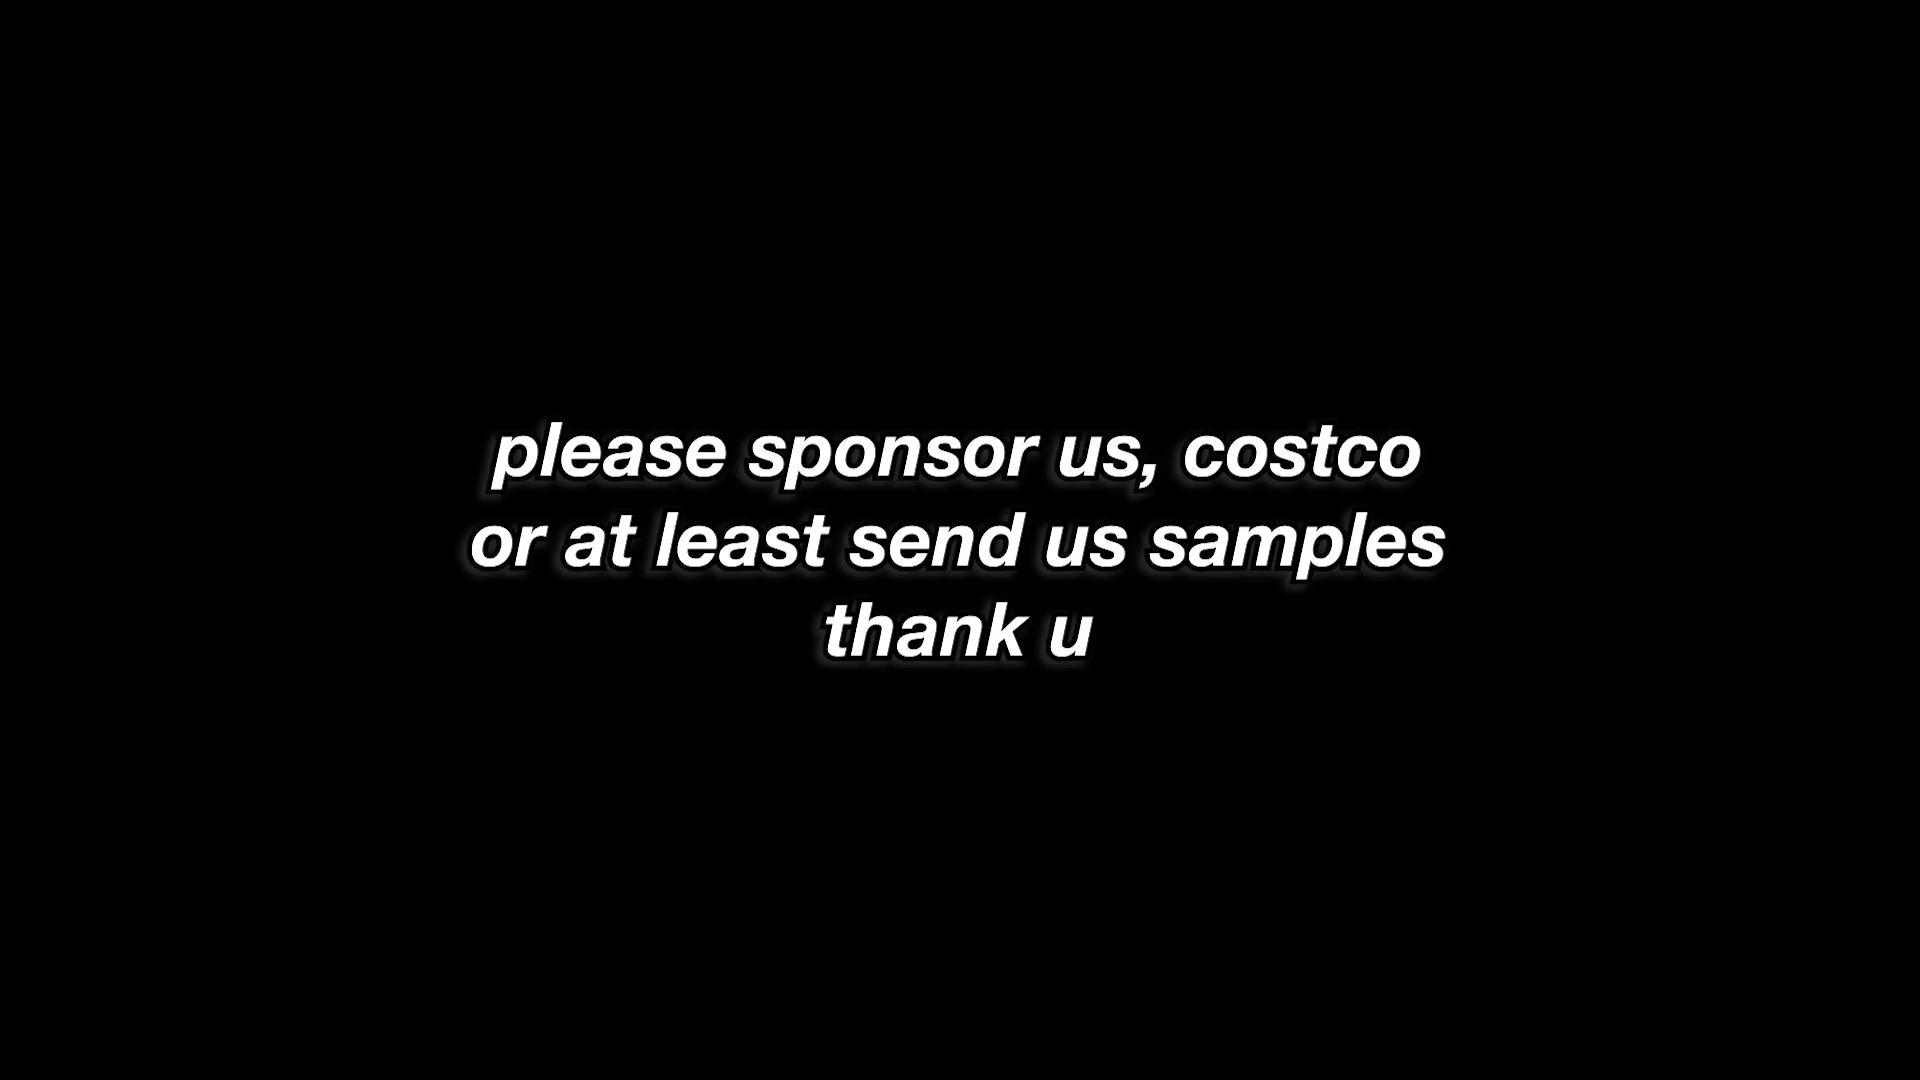 please sponsor us, costco
or at least send us samples
thank u